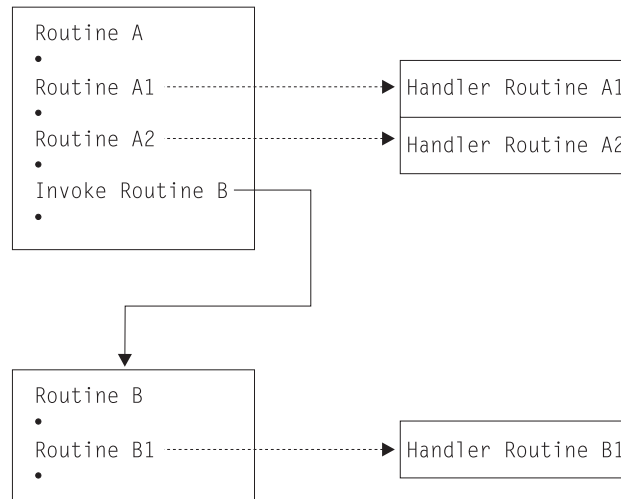 Routine A
•
Routine A1
Handler Routine A1
•
Routine A2
Handler Routine A2
•
Invoke Routine B
•
Routine B
•
Routine B1
Handler Routine B1
•